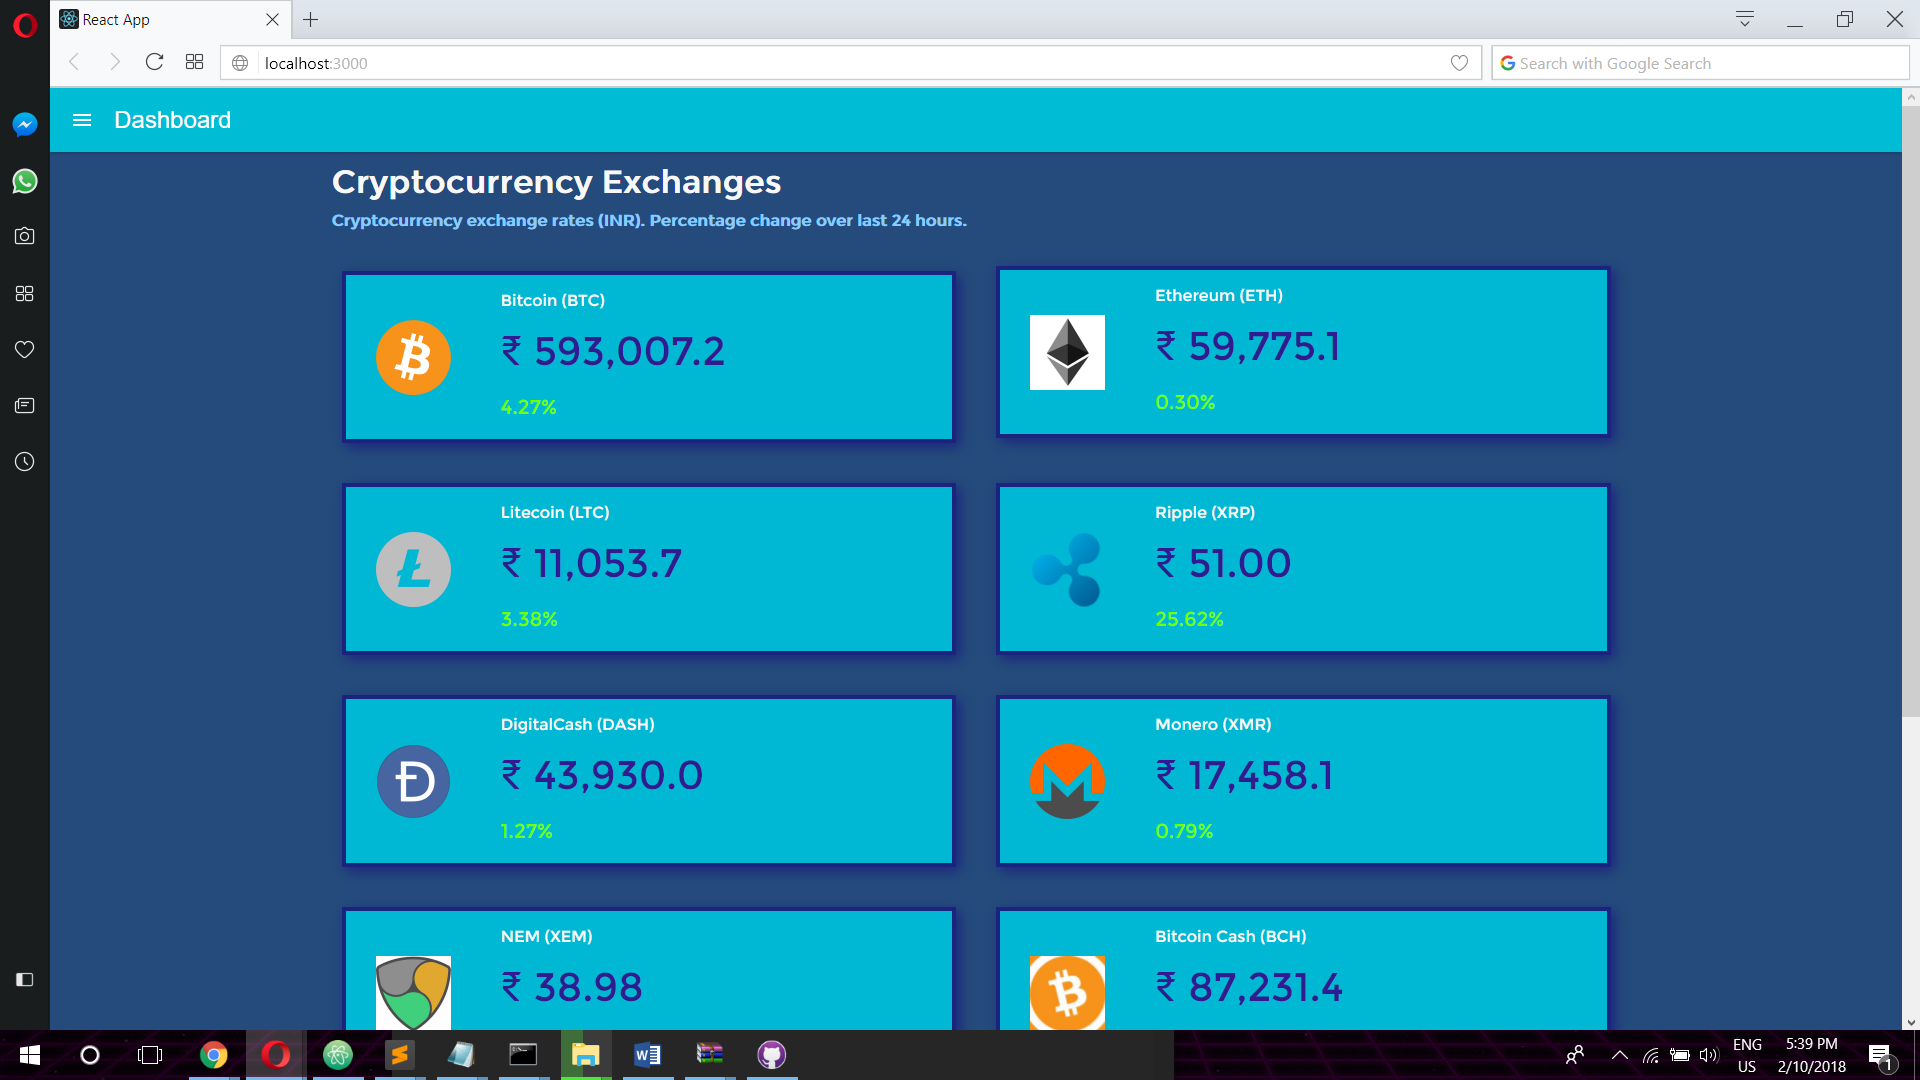 React App
localhost:3000
Search with Google Search
Dashboard
Cryptocurrency Exchanges
Cryptocurrency exchange rates (INR). Percentage change over last 24 hours.
Bitcoin (BTC)
₹ 593,007.2
4.27%
Ethereum (ETH)
₹ 59,775.1
0.30%
Litecoin (LTC)
₹ 11,053.7
3.38%
Ripple (XRP)
₹ 51.00
25.62%
DigitalCash (DASH)
₹ 43,930.0
1.27%
Monero (XMR)
₹ 17,458.1
0.79%
NEM (XEM)
₹ 38.98
Bitcoin Cash (BCH)
₹ 87,231.4
ENG
US
5:39 PM
2/10/2018
1